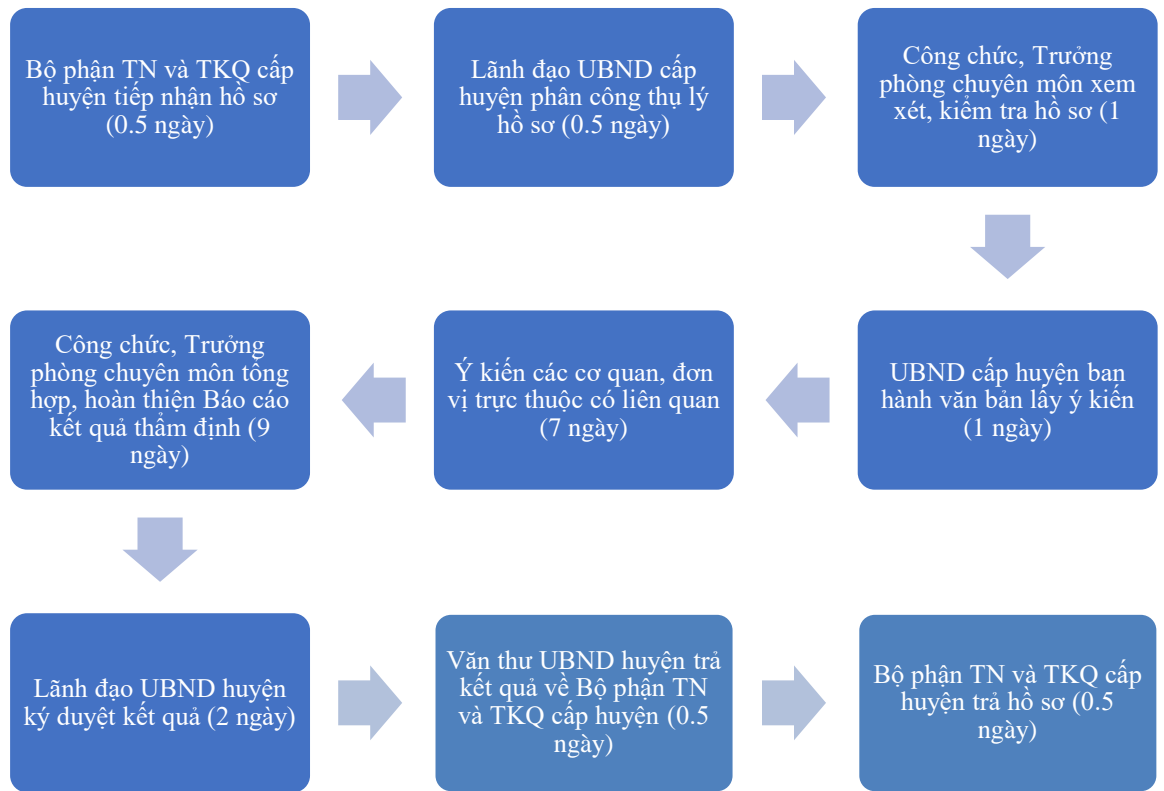 Bộ phận TN và TKQ cấp
huyện tiếp nhận hồ sơ
(0.5 ngày)
Lãnh đạo UBND cấp
huyện phân công thụ lý
hồ sơ (0.5 ngày)
Công chức, Trưởng
phòng chuyên môn xem
xét, kiểm tra hồ sơ (1
ngày)
UBND cấp huyện ban
hành văn bản lấy ý kiến
(1 ngày)
Ý kiến các cơ quan, đơn
vị trực thuộc có liên quan
(7 ngày)
Công chức, Trưởng
phòng chuyên môn tổng
hợp, hoàn thiện Báo cáo
kết quả thẩm định (9
ngày)
Lãnh đạo UBND huyện
ký duyệt kết quả (2 ngày)
Văn thư UBND huyện trả
kết quả về Bộ phận TN
và TKQ cấp huyện (0.5
ngày)
Bộ phận TN và TKQ cấp
huyện trả hồ sơ (0.5
ngày)